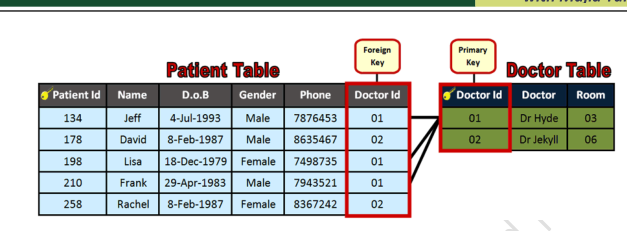 Foreign Key
Primary Key
Patient Table
Doctor Table
Patient Id Name D.o.B Gender Phone Doctor Id
134 Jeff 4-Jul-1993 Male 7876453 01
178 David 8-Feb-1987 Male 8635467 02
198 Lisa 18-Dec-1979 Female 7498735 01
210 Frank 29-Apr-1983 Male 7943521 01
258 Rachel 8-Feb-1987 Female 8367242 02
Doctor Id Doctor Room
01 Dr Hyde 03
02 Dr Jekyll 06